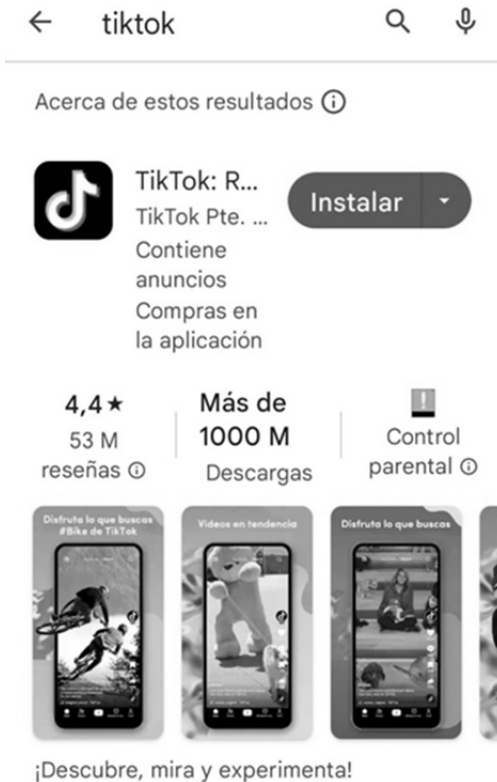 tiktok
Acerca de estos resultados
TikTok: R...
Instalar
TikTok Pte. ...
Contiene
anuncios
Compras en
la aplicación
4,4★
53 M
reseñas
Más de
1000 M
Descargas
Control
parental
Disfruta lo que buscas
#Bike de TikTok
Videos en tendencia
Disfruta lo que buscas
¡Descubre, mira y experimenta!